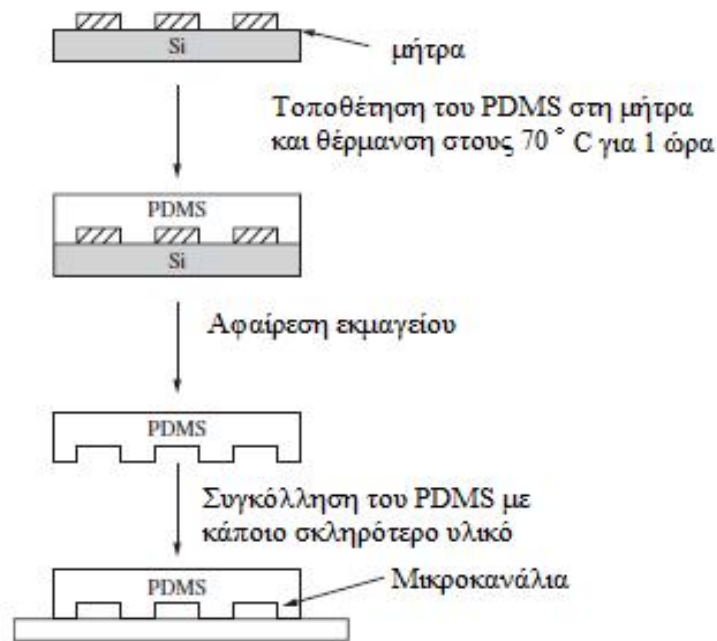 Si
μήτρα
Τοποθέτηση του PDMS στη μήτρα
και θέρμανση στους 70 ° C για 1 ώρα
PDMS
Si
Αφαίρεση εκμαγείου
PDMS
Συγκόλληση του PDMS με
κάποιο σκληρότερο υλικό
PDMS
Μικροκανάλια